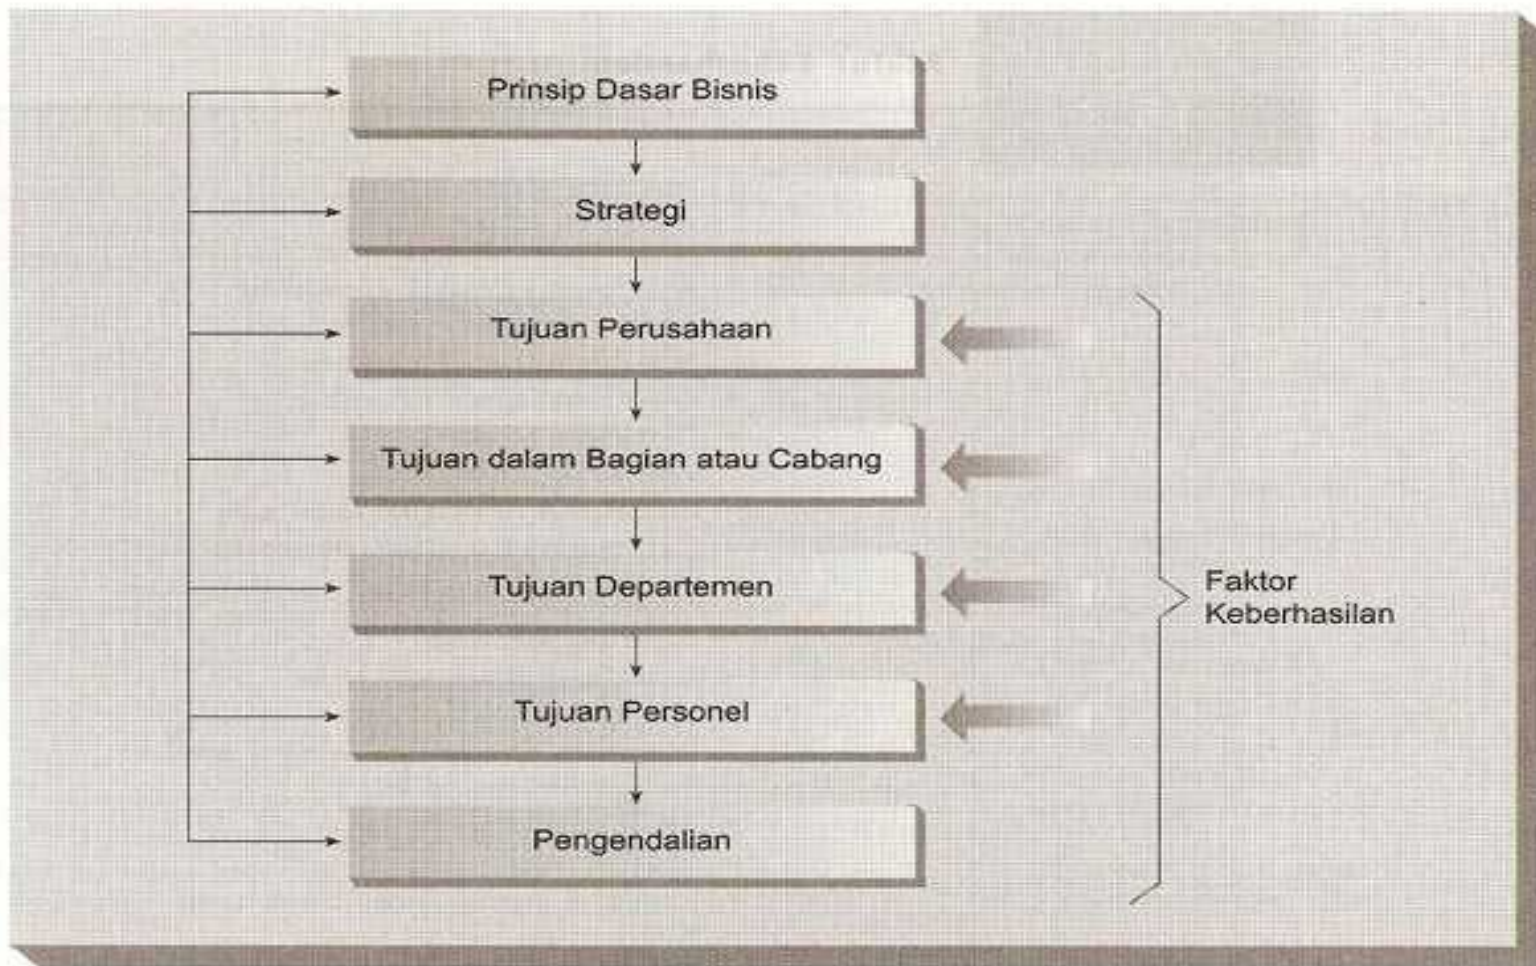 Prinsip Dasar Bisnis
Strategi
Tujuan Perusahaan
Tujuan dalam Bagian atau Cabang
Tujuan Departemen
Tujuan Personel
Pengendalian
Faktor
Keberhasilan